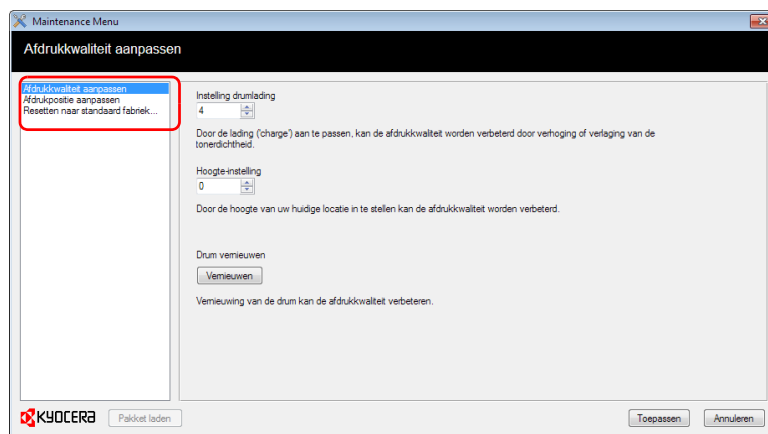 Maintenance Menu
Afdrukkwaliteit aanpassen
Afdrukkwaliteit aanpassen
Afdrukpositie aanpassen
Resetten naar standaard fabriek...
Instelling drumlading
4
Door de lading ('charge') aan te passen, kan de afdrukkwaliteit worden verbeterd door verhoging of verlaging van de
tonerdichtheid.
Hoogte-instelling
0
Door de hoogte van uw huidige locatie in te stellen kan de afdrukkwaliteit worden verbeterd.
Drum vernieuwen
Vernieuwen
Vernieuwing van de drum kan de afdrukkwaliteit verbeteren.
KYOCERA
Pakket laden
Toepassen
Annuleren